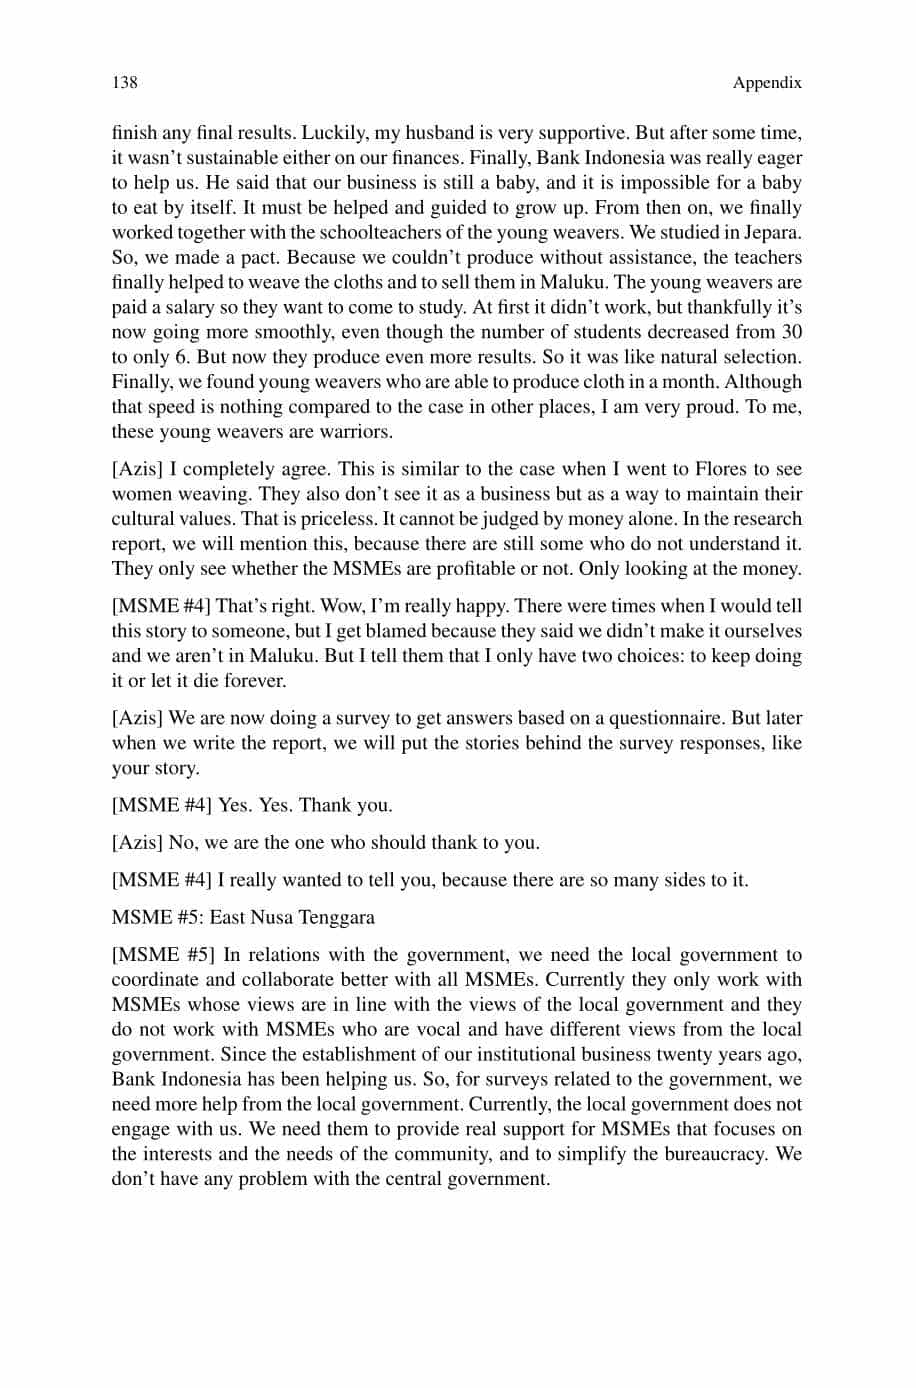 138
Appendix
finish any final results. Luckily, my husband is very supportive. But after some time,
it wasn't sustainable either on our finances. Finally, Bank Indonesia was really eager
to help us. He said that our business is still a baby, and it is impossible for a baby
to eat by itself. It must be helped and guided to grow up. From then on, we finally
worked together with the schoolteachers of the young weavers. We studied in Jepara.
So, we made a pact. Because we couldn't produce without assistance, the teachers
finally helped to weave the cloths and to sell them in Maluku. The young weavers are
paid a salary so they want to come to study. At first it didn't work, but thankfully it's
now going more smoothly, even though the number of students decreased from 30
to only 6. But now they produce even more results. So it was like natural selection.
Finally, we found young weavers who are able to produce cloth in a month. Although
that speed is nothing compared to the case in other places, I am very proud. To me,
these young weavers are warriors.
[Azis] I completely agree. This is similar to the case when I went to Flores to see
women weaving. They also don't see it as a business but as a way to maintain their
cultural values. That is priceless. It cannot be judged by money alone. In the research
report, we will mention this, because there are still some who do not understand it.
They only see whether the MSMEs are profitable or not. Only looking at the money.
[MSME #4] That's right. Wow, I'm really happy. There were times when I would tell
this story to someone, but I get blamed because they said we didn't make it ourselves
and we aren't in Maluku. But I tell them that I only have two choices: to keep doing
it or let it die forever.
[Azis] We are now doing a survey to get answers based on a questionnaire. But later
when we write the report, we will put the stories behind the survey responses, like
your story.
[MSME #4] Yes. Yes. Thank you.
[Azis] No, we are the one who should thank to you.
[MSME #4] I really wanted to tell you, because there are so many sides to it.
MSME #5: East Nusa Tenggara
[MSME #5] In relations with the government, we need the local government to
coordinate and collaborate better with all MSMEs. Currently they only work with
MSMEs whose views are in line with the views of the local government and they
do not work with MSMEs who are vocal and have different views from the local
government. Since the establishment of our institutional business twenty years ago,
Bank Indonesia has been helping us. So, for surveys related to the government, we
need more help from the local government. Currently, the local government does not
engage with us. We need them to provide real support for MSMEs that focuses on
the interests and the needs of the community, and to simplify the bureaucracy. We
don't have any problem with the central government.